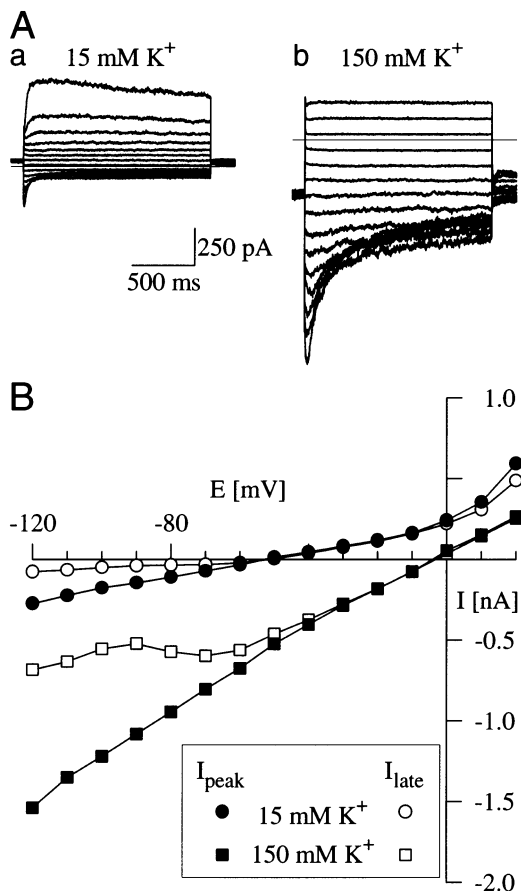 A
a 15 mM K+
b 150 mM K+
250 pA
500 ms
B
1.0
E [mV]
-120 -80
I [nA]
-0.5
-1.0
-1.5
-2.0
Ipeak Ilate
15 mM K+
150 mM K+